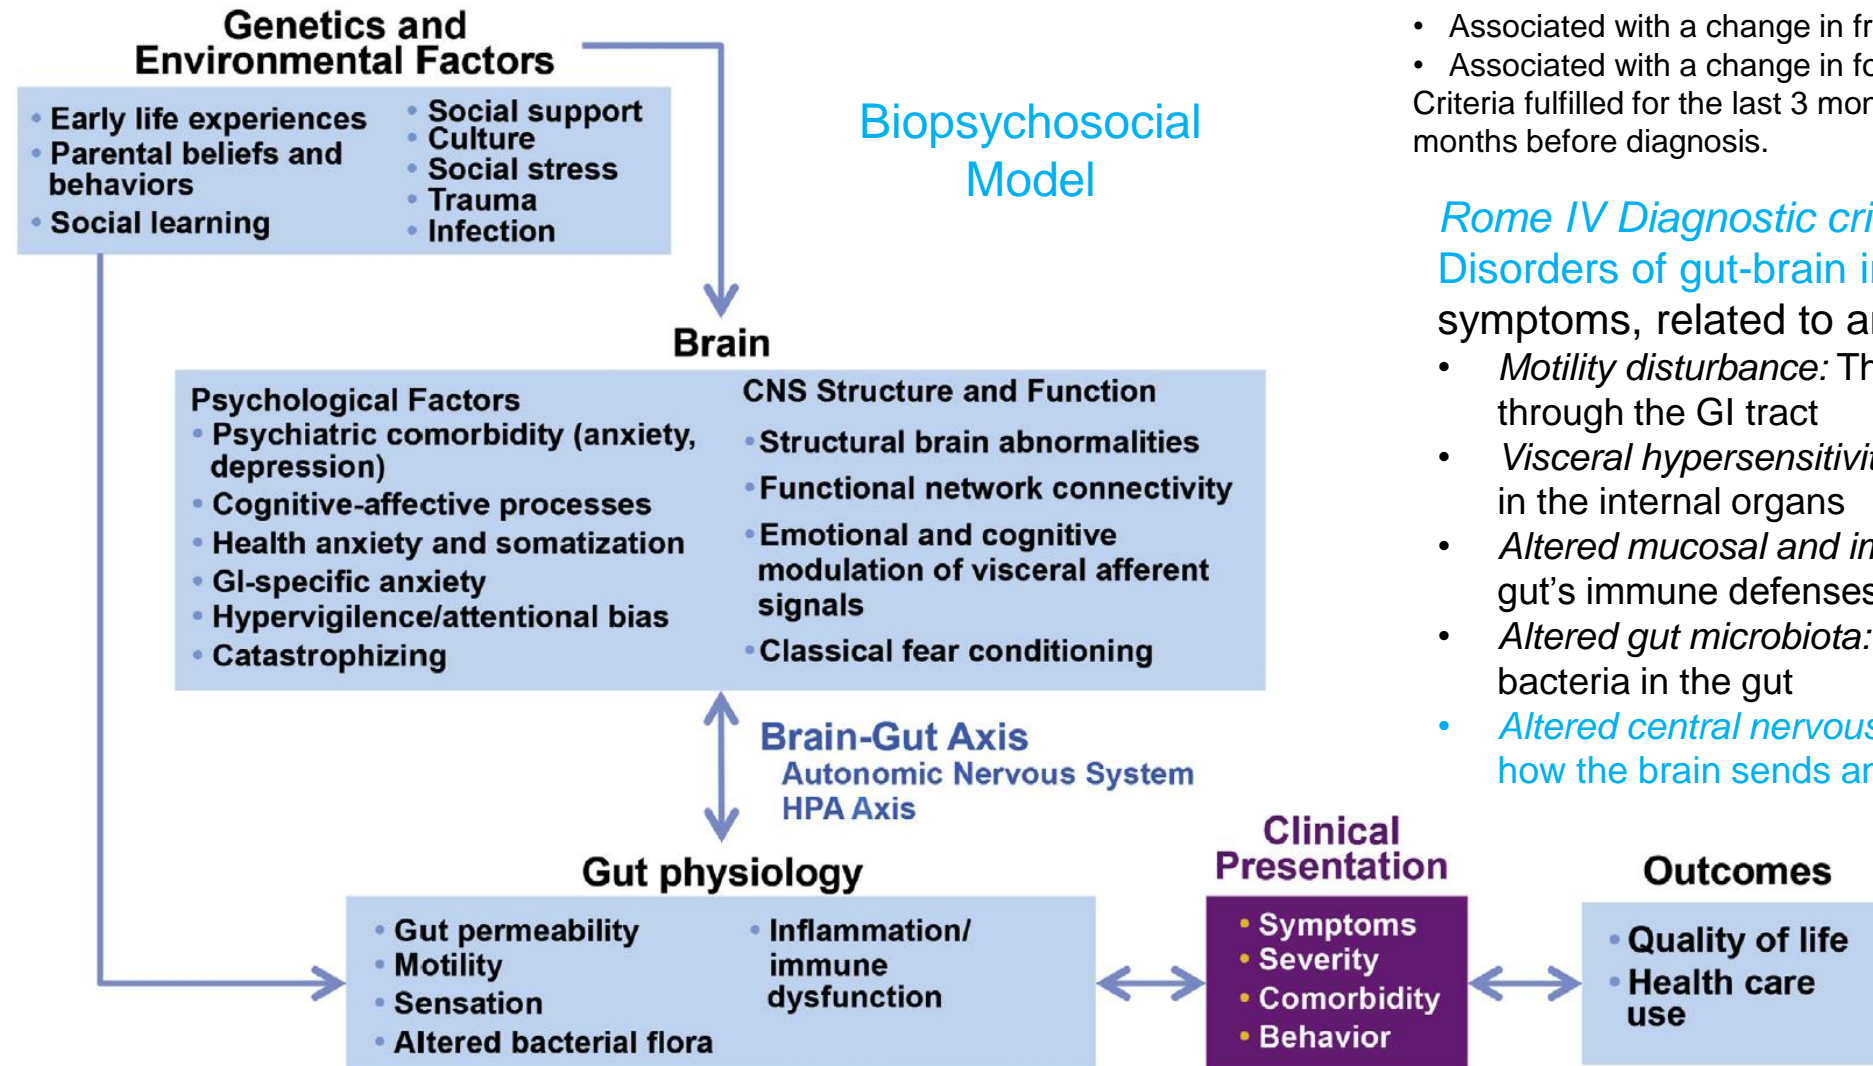 Genetics and
Environmental Factors
• Early life experiences
• Parental beliefs and
behaviors
• Social learning
• Social support
• Culture
• Social stress
• Trauma
• Infection
Biopsychosocial
Model
Brain
Psychological Factors
• Psychiatric comorbidity (anxiety,
depression)
• Cognitive-affective processes
• Health anxiety and somatization
• GI-specific anxiety
• Hypervigilence/attentional bias
• Catastrophizing
CNS Structure and Function
• Structural brain abnormalities
• Functional network connectivity
• Emotional and cognitive
modulation of visceral afferent
signals
• Classical fear conditioning
Brain-Gut Axis
Autonomic Nervous System
HPA Axis
Gut physiology
• Gut permeability
• Motility
• Sensation
• Altered bacterial flora
• Inflammation/
immune
dysfunction
Clinical
Presentation
• Symptoms
• Severity
• Comorbidity
• Behavior
Outcomes
• Quality of life
• Health care
use
• Associated with a change in
• Associated with a change in
Criteria fulfilled for the last 3
months before diagnosis.
Rome IV Diagnostic
Disorders of gut-brain
symptoms, related to
• Motility disturbance:
through the GI tract
• Visceral
in the internal organs
• Altered mucosal and
gut's immune defenses
• Altered gut microbiota:
bacteria in the gut
• Altered central nervous
how the brain sends